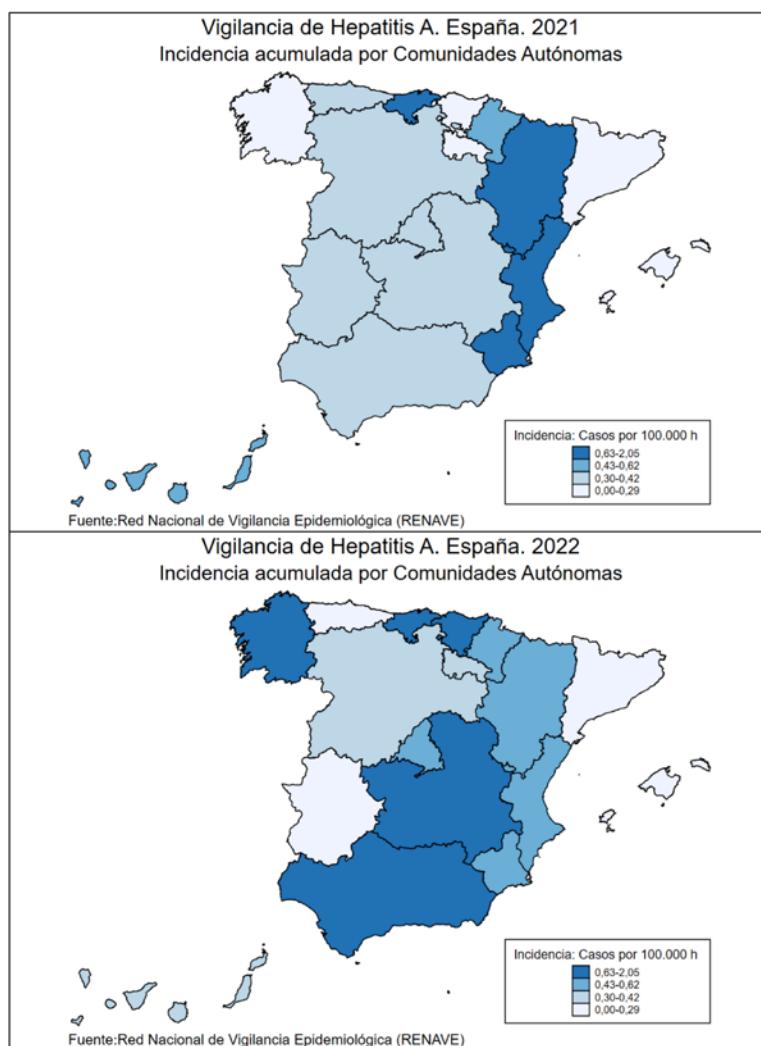 Vigilancia de Hepatitis A. España. 2021
Incidencia acumulada por Comunidades Autónomas
Incidencia: Casos por 100.000 h
0,63-2,05
0,43-0,62
0,30-0,42
0,00-0,29
Fuente:Red Nacional de Vigilancia Epidemiológica (RENAVE)
Vigilancia de Hepatitis A. España. 2022
Incidencia acumulada por Comunidades Autónomas
Incidencia: Casos por 100.000 h
0,63-2,05
0,43-0,62
0,30-0,42
0,00-0,29
Fuente:Red Nacional de Vigilancia Epidemiológica (RENAVE)